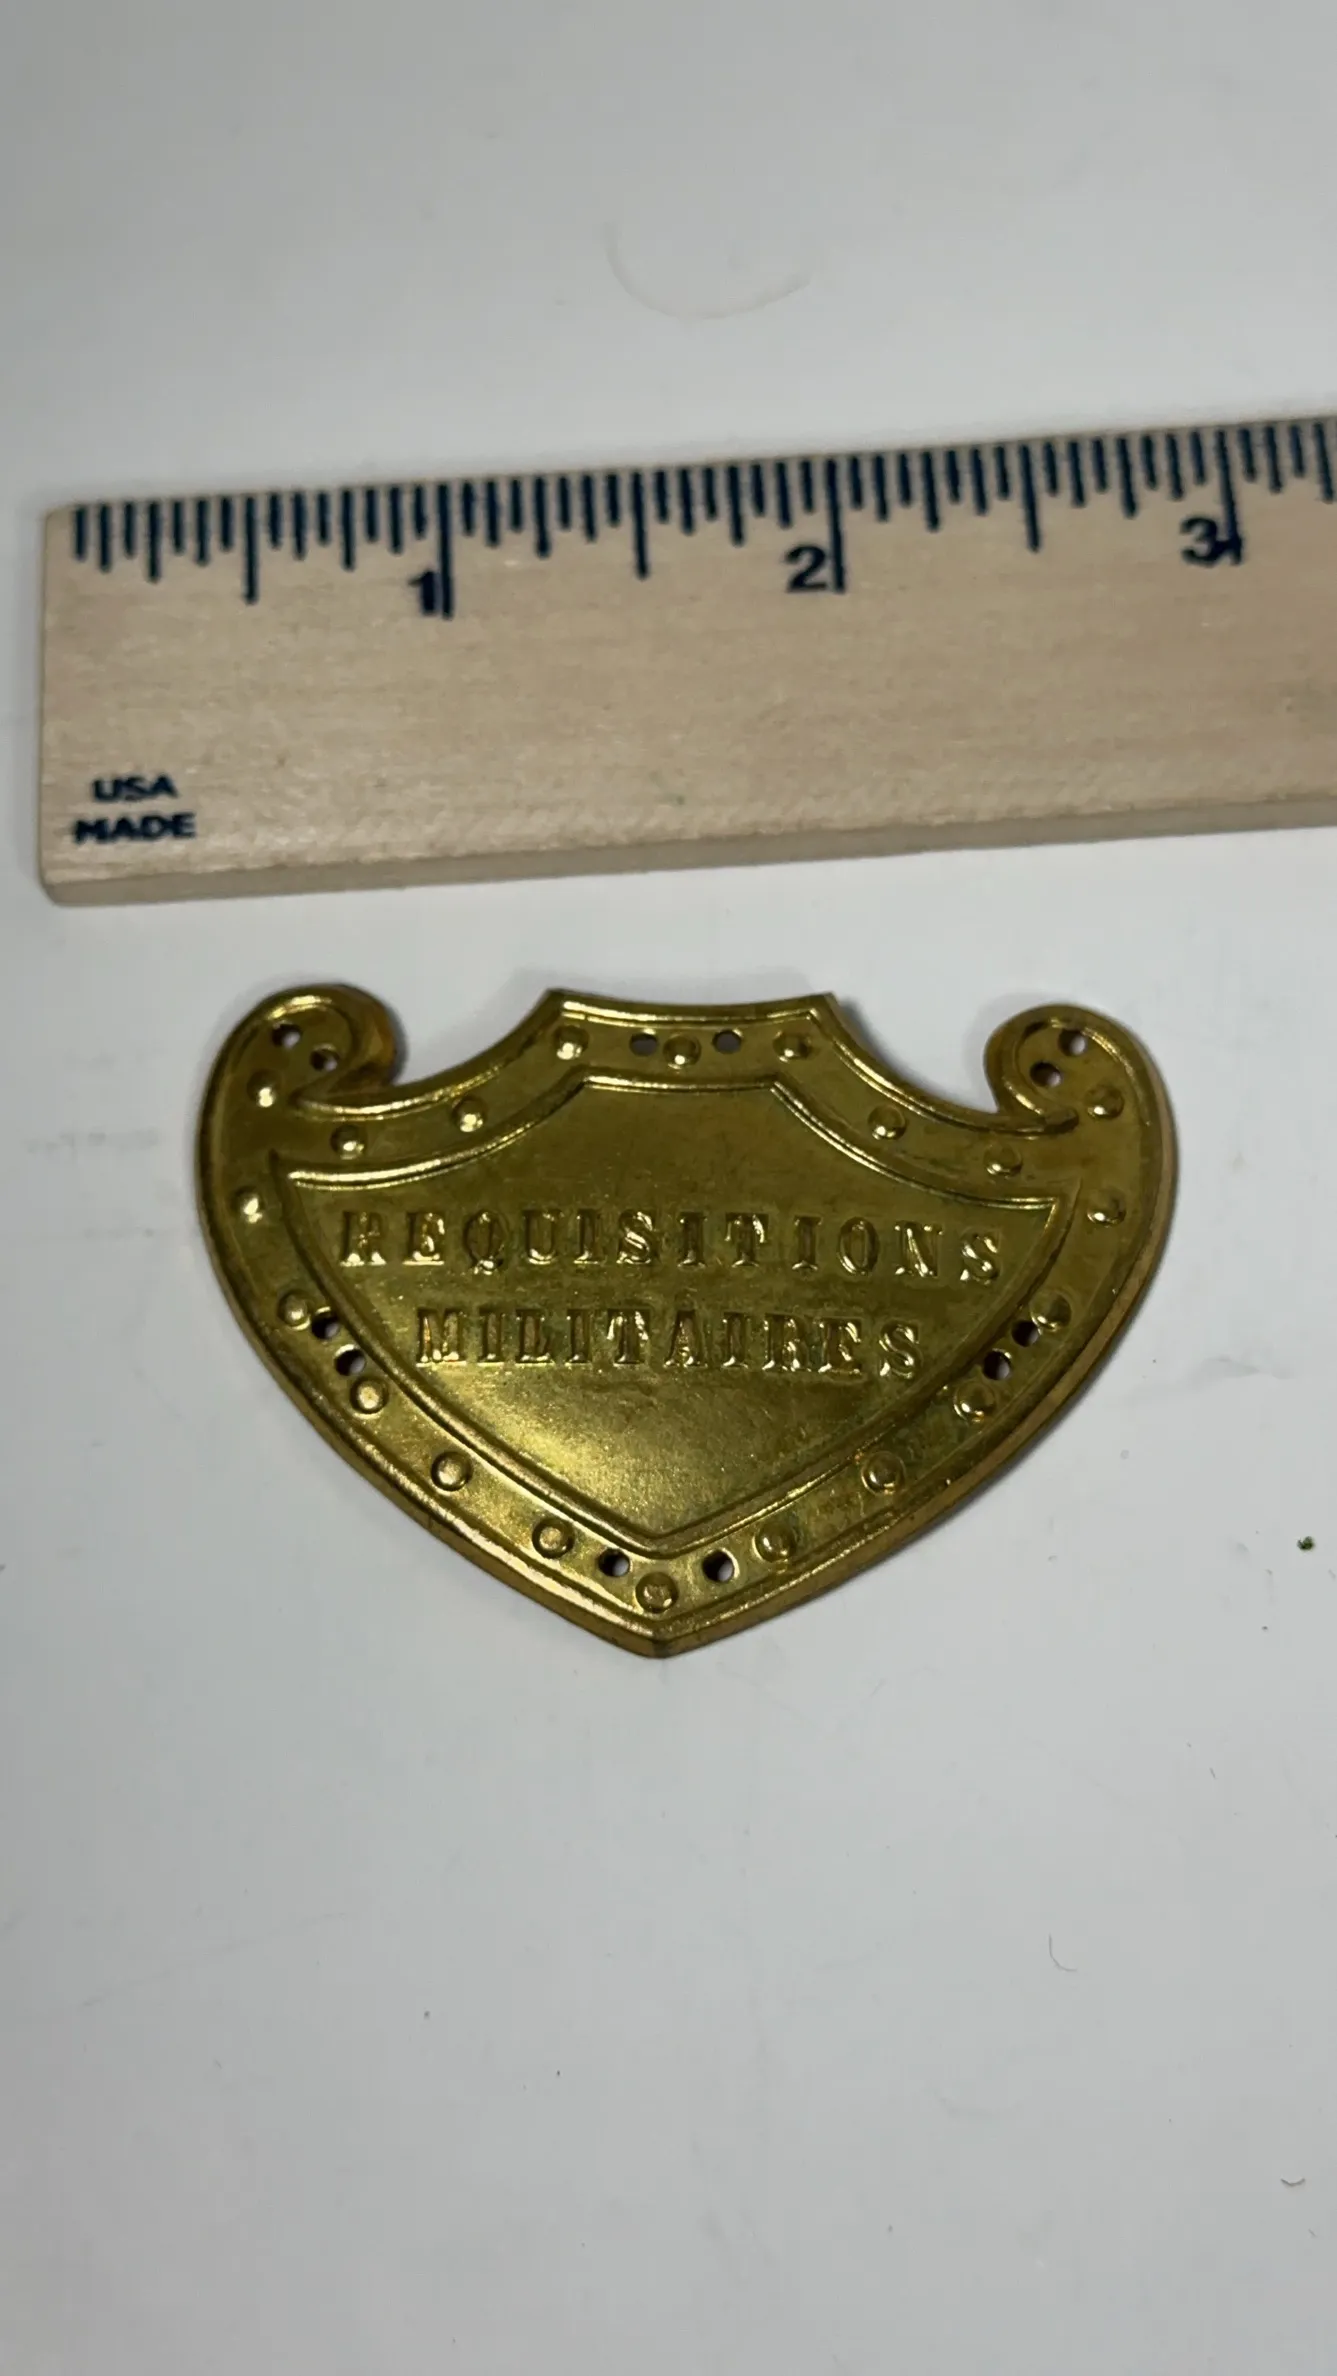 1 2 3
USA
MADE
REQUISITIONS
MILITAIRES